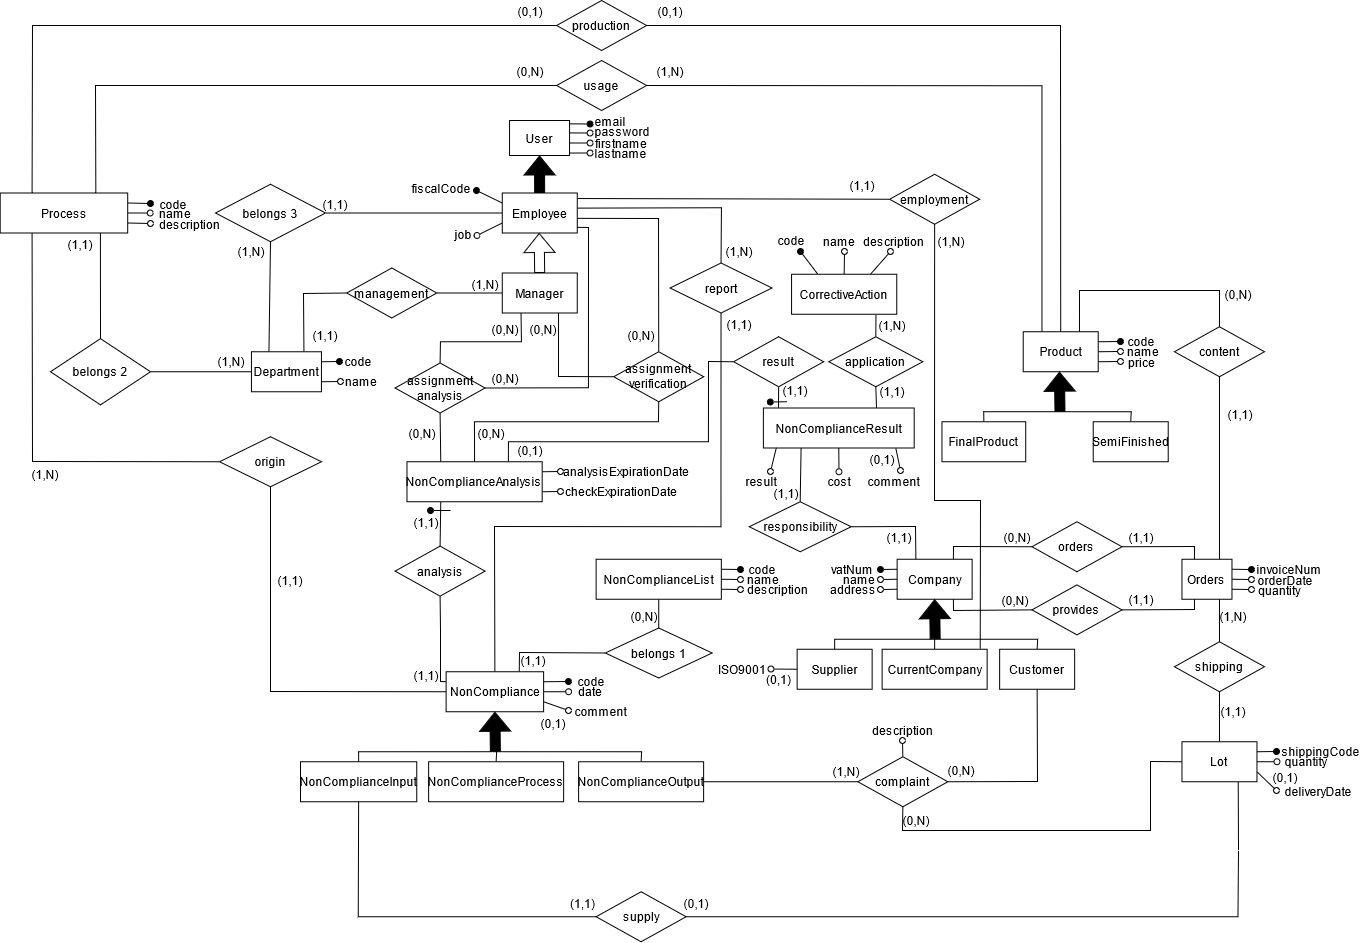 (0,1)
production
(0,1)
(0,N)
usage
(1,N)
User
email
password
firstname
lastname
fiscalCode
Employee
job
(1,1)
employment
(1,N)
Process
code
name
description
(1,1)
belongs 3
(1,1)
(1,N)
management
(1,N)
(1,1)
Manager
(0,N)
(0,N)
report
(1,N)
(1,1)
code
name
description
CorrectiveAction
(1,N)
application
(1,1)
(0,N)
content
(1,1)
Product
code
name
price
belongs 2
(1,N)
Department
code
name
assignment
analysis
(0,N)
(0,N)
(0,N)
assignment
verification
(0,N)
result
(1,1)
(0,1)
FinalProduct
SemiFinished
NonComplianceResult
result
cost
(0,1)
comment
(1,1)
origin
(1,N)
(1,1)
NonComplianceAnalysis
analysisExpirationDate
checkExpirationDate
(1,1)
analysis
(1,1)
responsibility
(1,1)
NonComplianceList
code
name
description
(0,N)
belongs 1
(1,1)
vatNum
name
address
Company
(0,N)
orders
(1,1)
(0,N)
provides
(1,1)
Orders
invoiceNum
orderDate
quantity
(1,N)
shipping
(1,1)
ISO9001
(0,1)
Supplier
CurrentCompany
Customer
NonCompliance
code
date
comment
(0,1)
NonComplianceInput
NonComplianceProcess
NonComplianceOutput
description
(1,N)
complaint
(0,N)
(0,N)
Lot
shippingCode
quantity
(0,1)
deliveryDate
(1,1)
supply
(0,1)